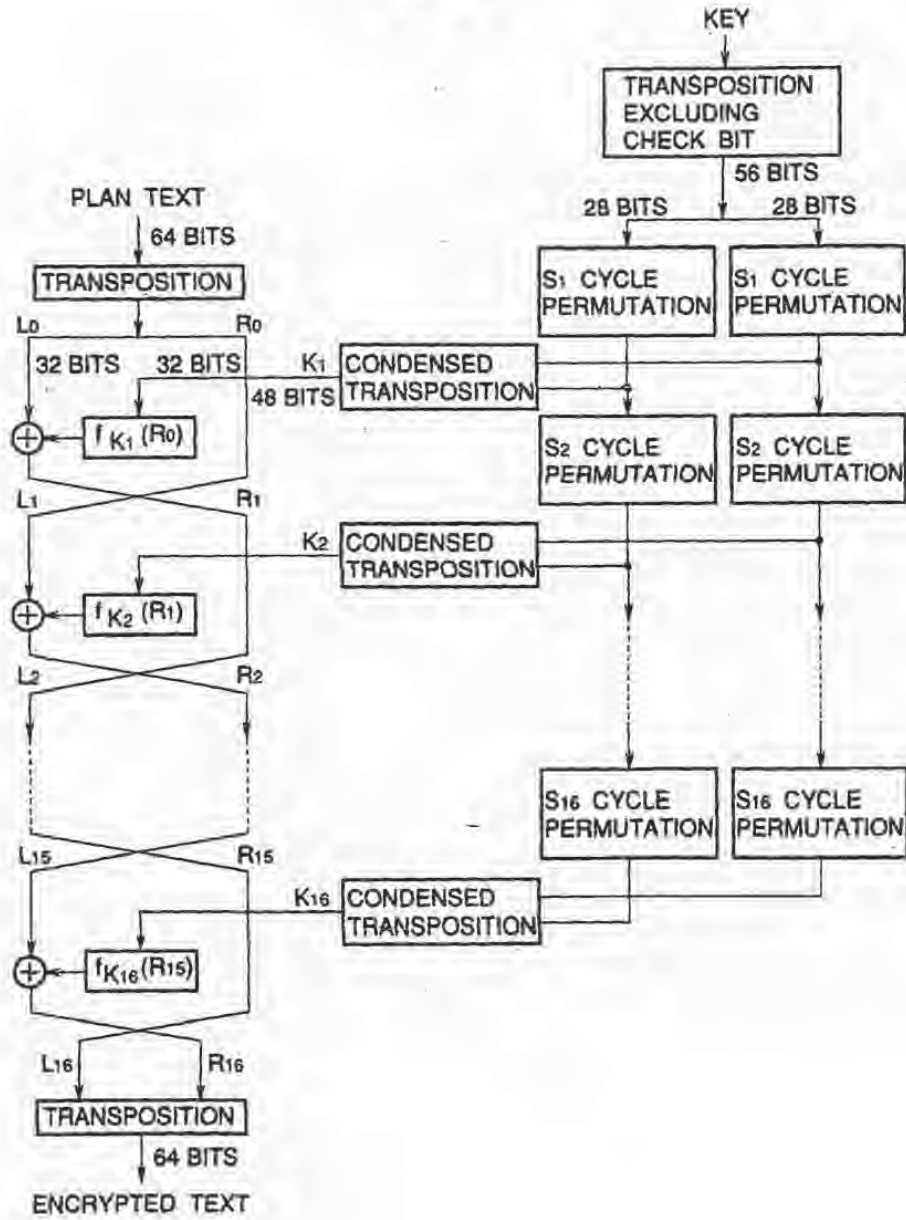 KEY
TRANSPOSITION
EXCLUDING
CHECK BIT
56 BITS
28 BITS 28 BITS
PLAN TEXT
64 BITS
TRANSPOSITION
S1 CYCLE
PERMUTATION
S1 CYCLE
PERMUTATION
L0 R0
32 BITS 32 BITS
K1
48 BITS
CONDENSED
TRANSPOSITION
f K1 (R0)
S2 CYCLE
PERMUTATION
S2 CYCLE
PERMUTATION
L1 R1
K2
CONDENSED
TRANSPOSITION
f K2 (R1)
L2 R2
S16 CYCLE
PERMUTATION
S16 CYCLE
PERMUTATION
L15 R15
K16
CONDENSED
TRANSPOSITION
f K16 (R15)
L16 R16
TRANSPOSITION
64 BITS
ENCRYPTED TEXT